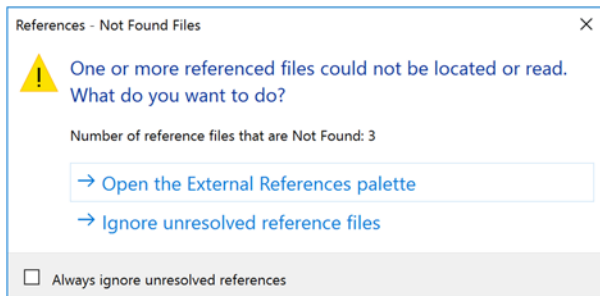 References - Not Found Files
One or more referenced files could not be located or read.
What do you want to do?
Number of reference files that are Not Found: 3
Open the External References palette
Ignore unresolved reference files
Always ignore unresolved references